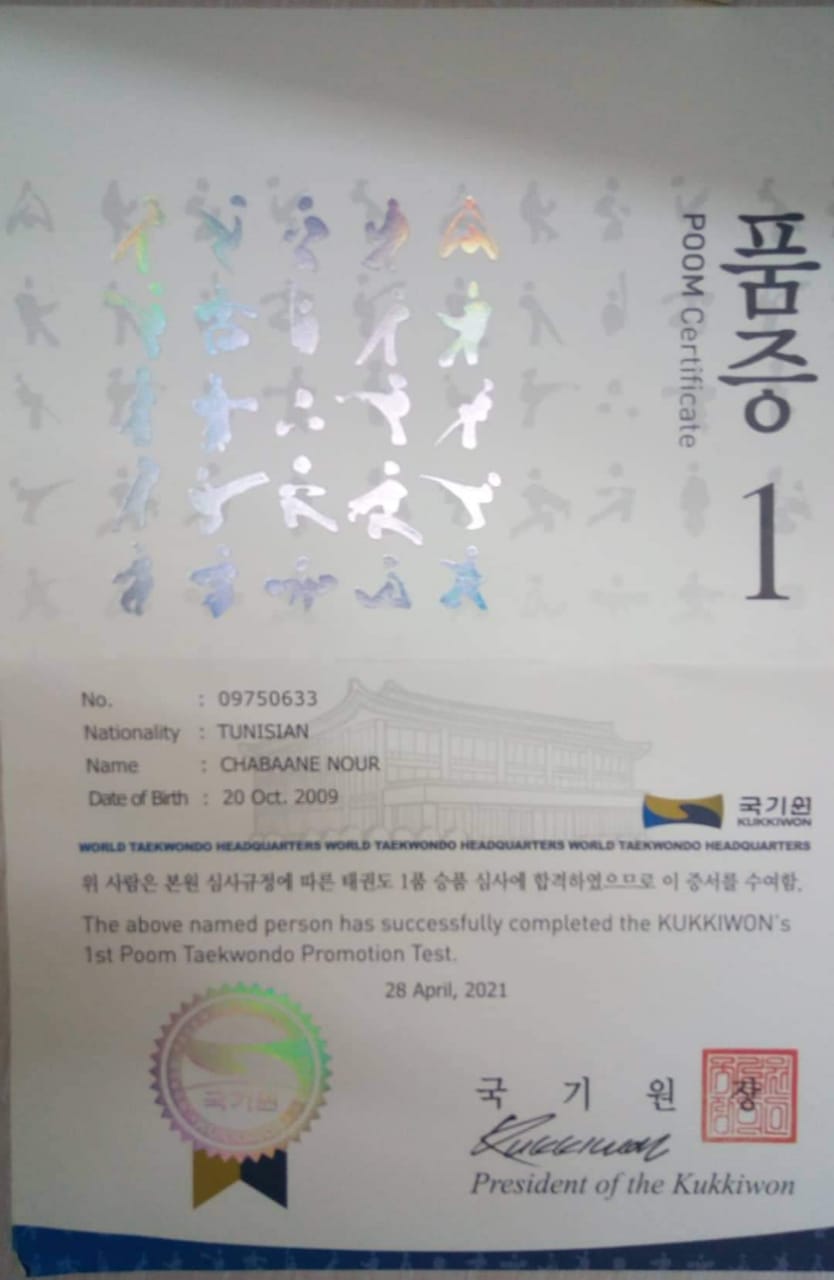 품증
POOM Certificate
1
No. : 09750633
Nationality : TUNISIAN
Name : CHABAANE NOUR
Date of Birth : 20 Oct. 2009
국기원
KUKKIWON
WORLD TAEKWONDO HEADQUARTERS WORLD TAEKWONDO HEADQUARTERS WORLD TAEKWONDO HEADQUARTERS
위 사람은 본원 심사규정에 따른 태권도 1품 승품 심사에 합격하였으므로 이 증서를 수여함.
The above named person has successfully completed the KUKKIWON's
1st Poom Taekwondo Promotion Test.
28 April, 2021
국기원
국 기 원 장
Kukkiwon
President of the Kukkiwon